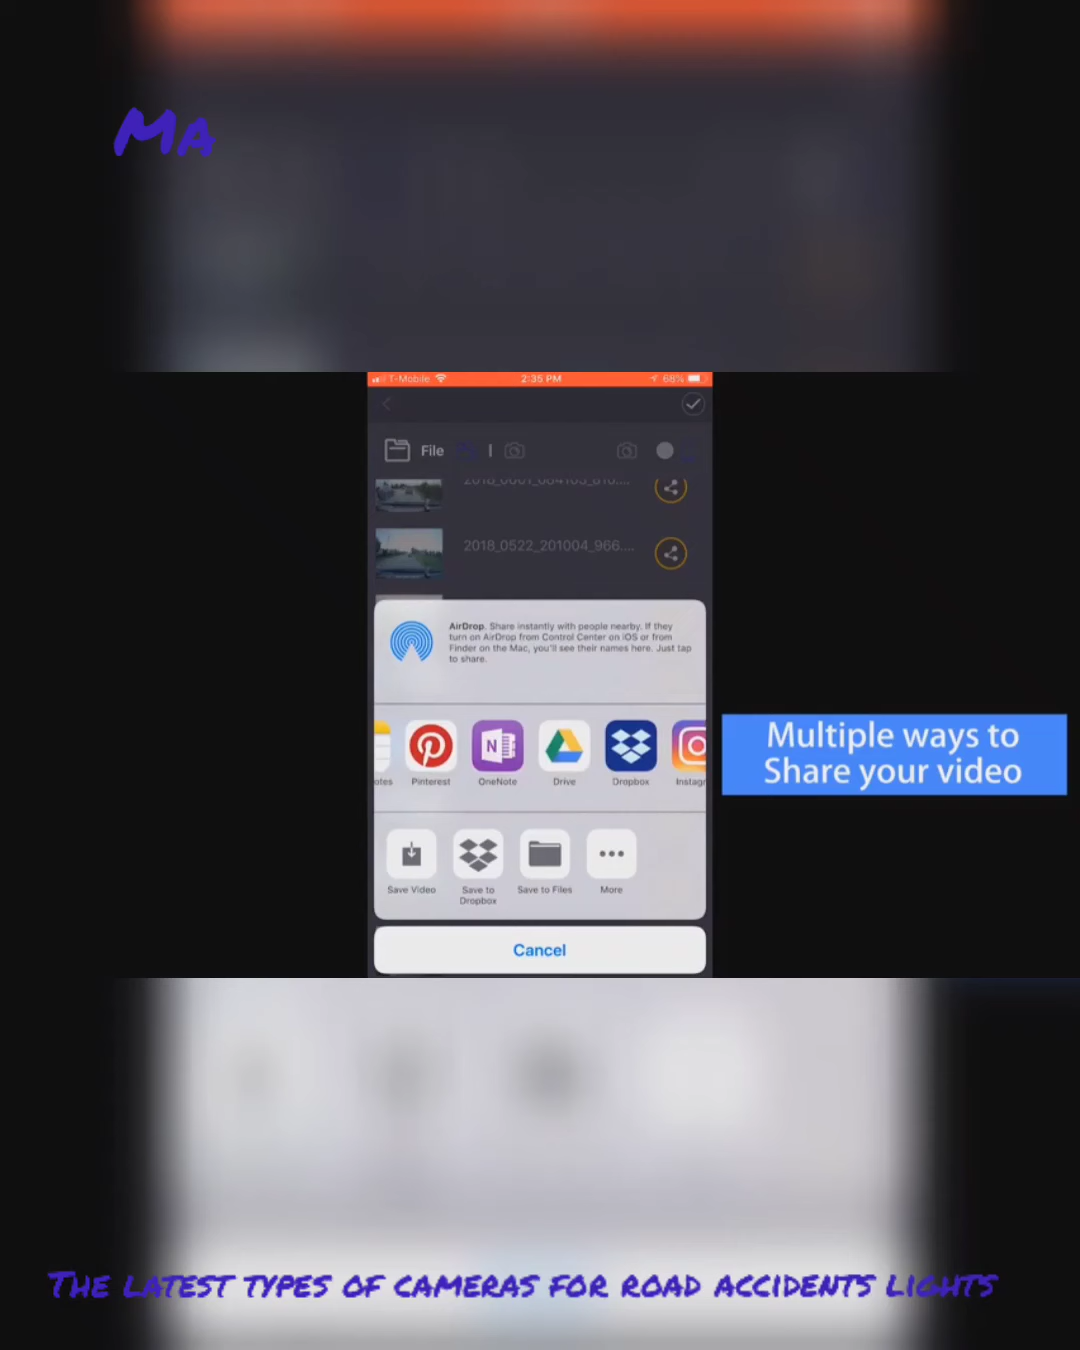 MA
T-Mobile 2:35 PM 68%
File
2018_0522_201004_966....
AirDrop. Share instantly with people nearby. If they
turn on AirDrop from Control Center on iOS or from
Finder on the Mac, you'll see their names here. Just tap
to share.
otes Pinterest OneNote Drive Dropbox Instagr
Multiple ways to
Share your video
Save Video Save to Dropbox Save to Files More
Cancel
THE LATEST TYPES OF CAMERAS FOR ROAD ACCIDENTS LIGHTS